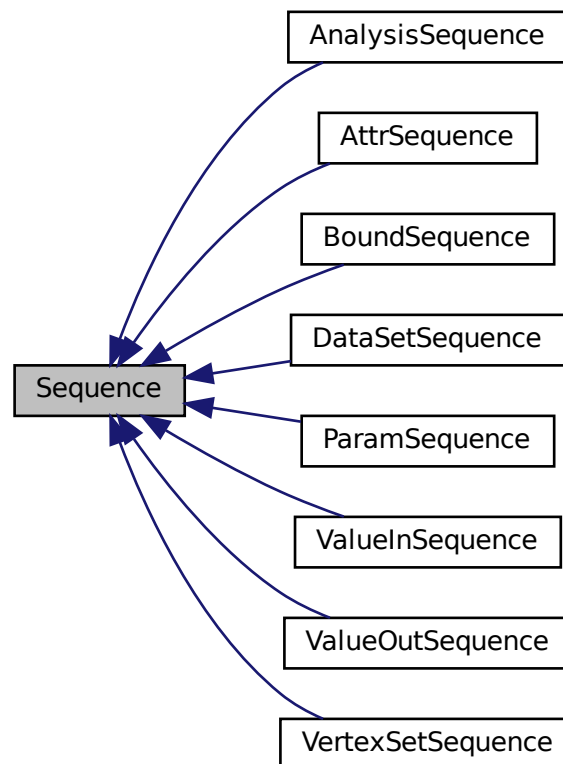 AnalysisSequence
AttrSequence
BoundSequence
DataSetSequence
Sequence
ParamSequence
ValueInSequence
ValueOutSequence
VertexSetSequence